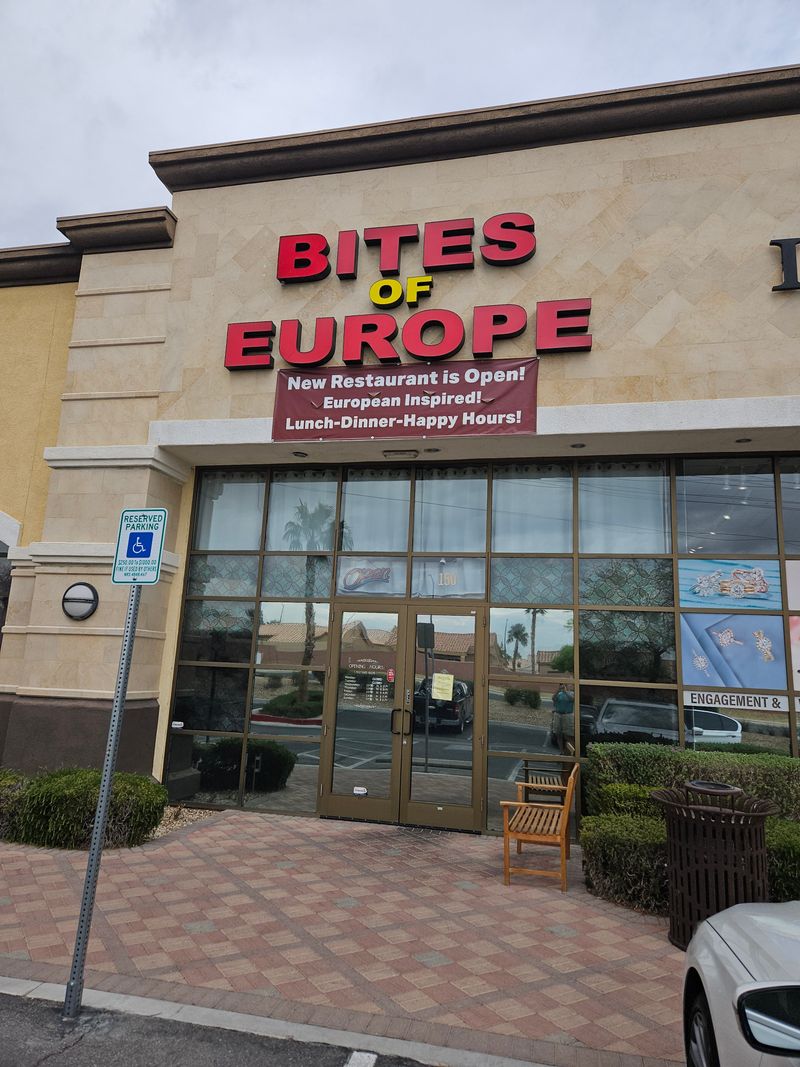 BITES
OF
EUROPE
New Restaurant is Open!
European Inspired!
Lunch-Dinner-Happy Hours!
RESERVED
PARKING
Open
150
OPENING HOURS
ENGAGEMENT &